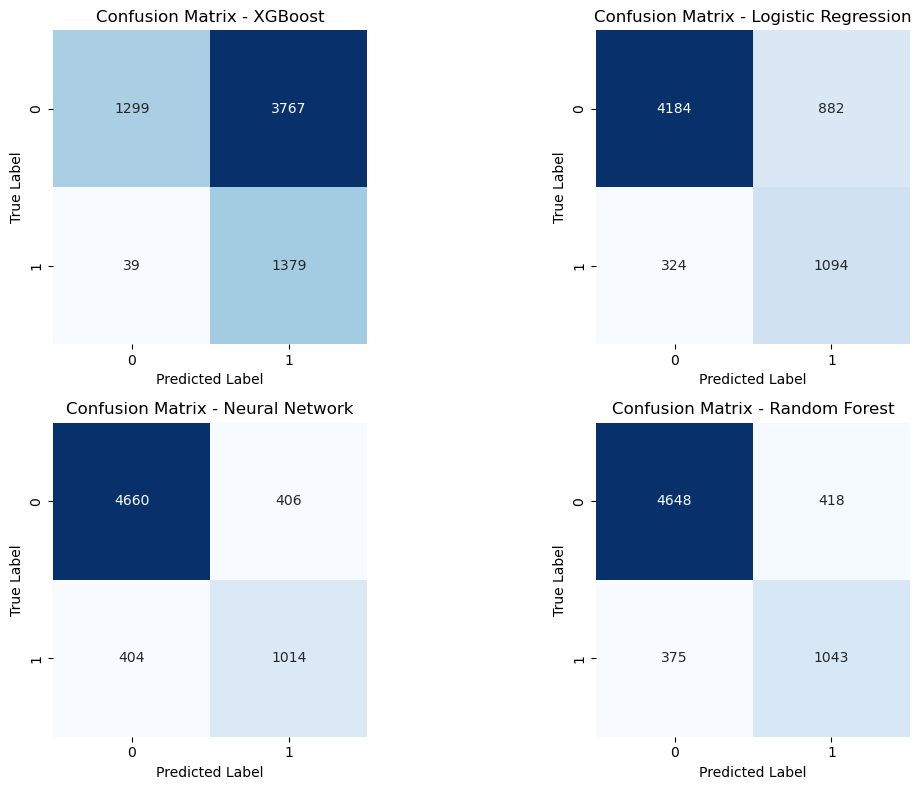 Confusion Matrix - XGBoost
True Label
0
1299
3767
1
39
1379
0
1
Predicted Label
Confusion Matrix - Logistic Regression
True Label
0
4184
882
1
324
1094
0
1
Predicted Label
Confusion Matrix - Neural Network
True Label
0
4660
406
1
404
1014
0
1
Predicted Label
Confusion Matrix - Random Forest
True Label
0
4648
418
1
375
1043
0
1
Predicted Label